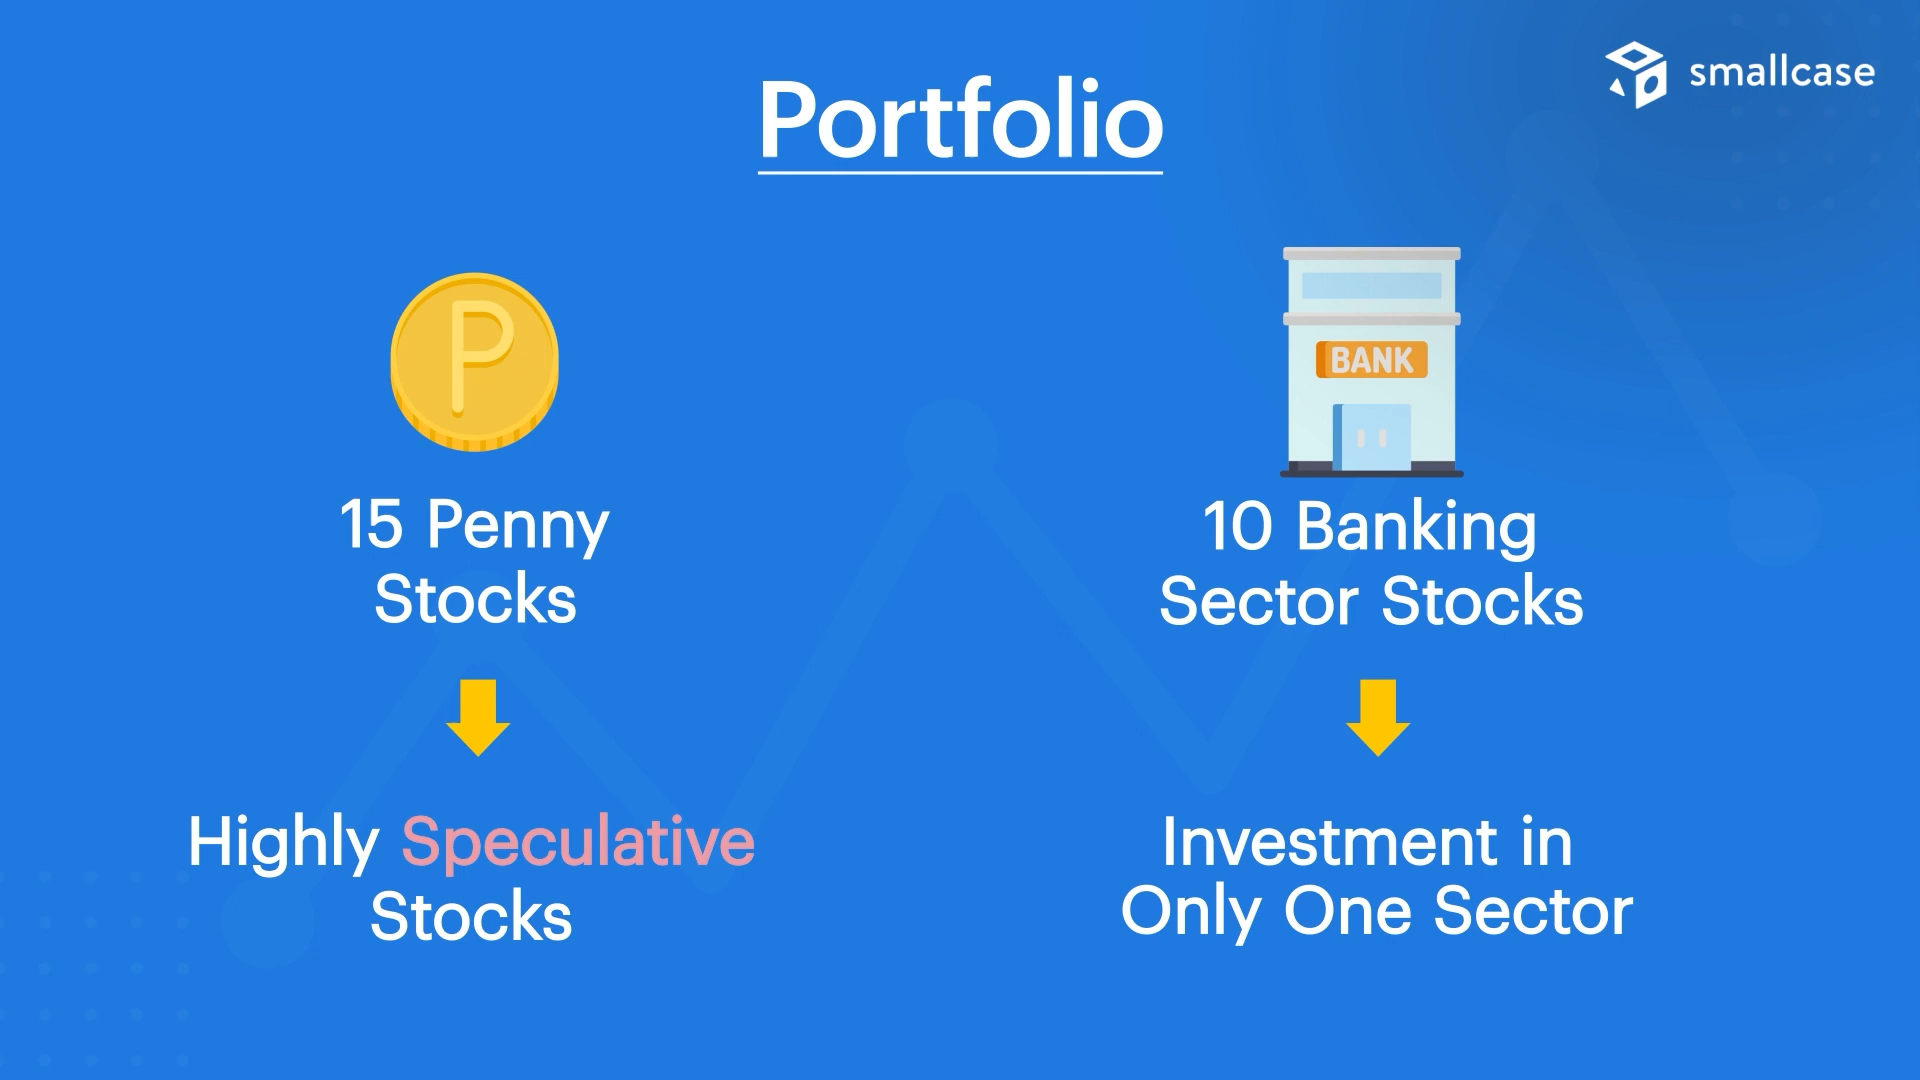 smallcase
Portfolio
P
BANK
15 Penny
Stocks
10 Banking
Sector Stocks
Highly Speculative
Stocks
Investment in
Only One Sector